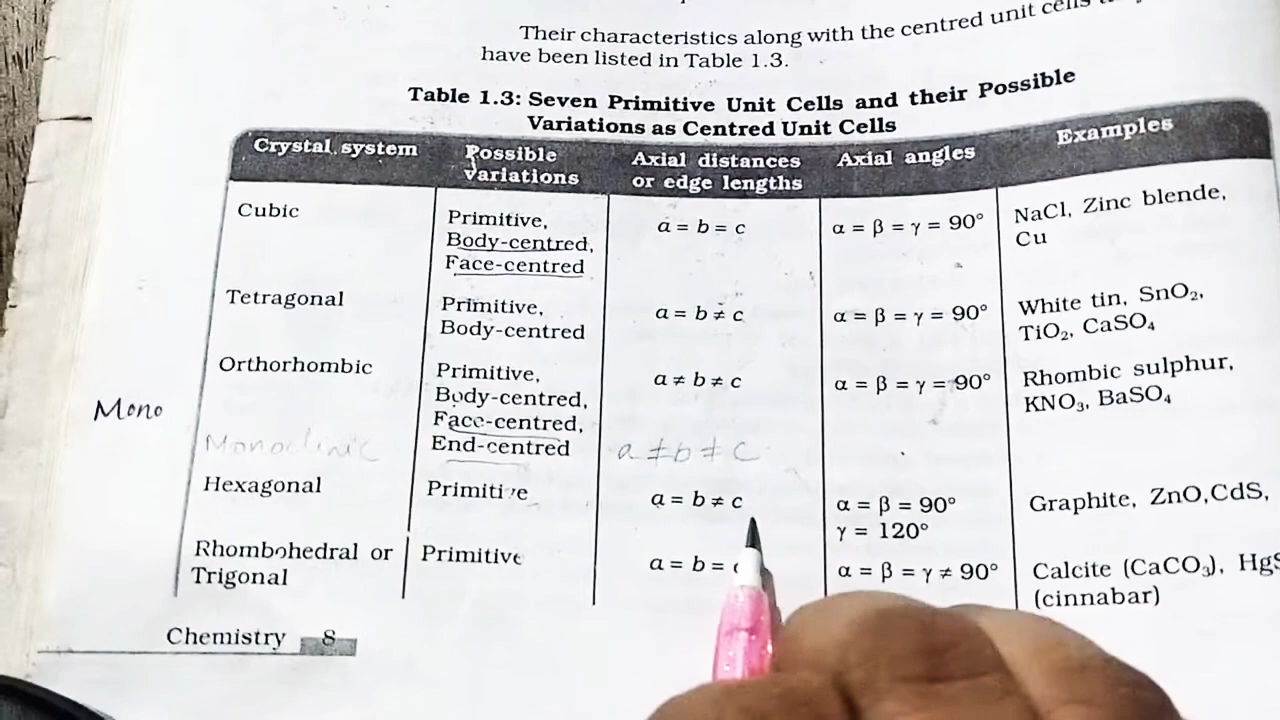 Their characteristics along with the centred unit cells
have been listed in Table 1.3.
Table 1.3: Seven Primitive Unit Cells and their Possible
Variations as Centred Unit Cells
Crystal system Possible variations Axial distances or edge lengths Axial angles Examples
Cubic Primitive, Body-centred, Face-centred a = b = c α = β = γ = 90° NaCl, Zinc blende, Cu
Tetragonal Primitive, Body-centred a = b ≠ c α = β = γ = 90° White tin, SnO₂, TiO₂, CaSO₄
Orthorhombic Primitive, Body-centred, Face-centred, End-centred a ≠ b ≠ c α = β = γ = 90° Rhombic sulphur, KNO₃, BaSO₄
Mono
Monoclinic a ≠ b ≠ c
Hexagonal Primitive a = b ≠ c α = β = 90° γ = 120° Graphite, ZnO,CdS,
Rhombohedral or Trigonal Primitive a = b = α = β = γ ≠ 90° Calcite (CaCO₃), HgS (cinnabar)
Chemistry 8